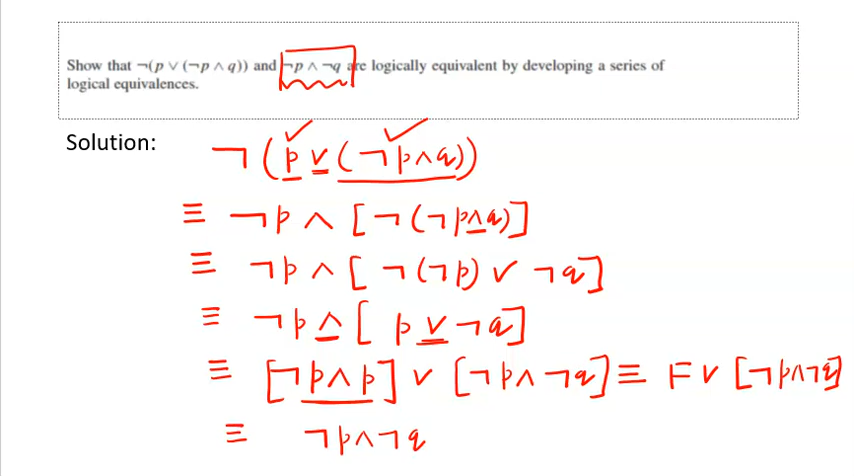 Show that ¬(p ∨ (¬p ∧ q)) and ¬p ∧ ¬q are logically equivalent by developing a series of
logical equivalences.
Solution:
¬ (p ∨ (¬p ∧ q))
≡ ¬p ∧ [¬(¬p ∧ q)]
≡ ¬p ∧ [¬(¬p) ∨ ¬q]
≡ ¬p ∧ [p ∨ ¬q]
≡ [¬p ∧ p] ∨ [¬p ∧ ¬q] ≡ F ∨ [¬p ∧ ¬q]
≡ ¬p ∧ ¬q